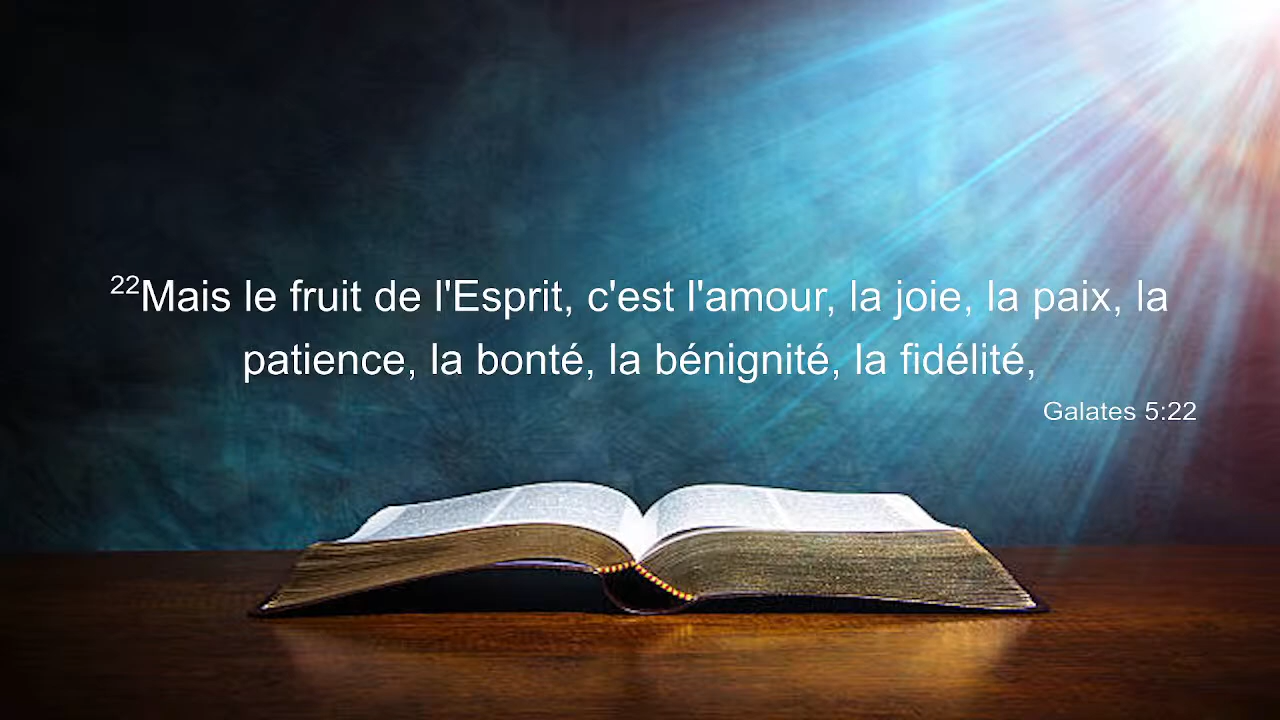 22Mais le fruit de l'Esprit, c'est l'amour, la joie, la paix, la
patience, la bonté, la bénignité, la fidélité,
Galates 5:22